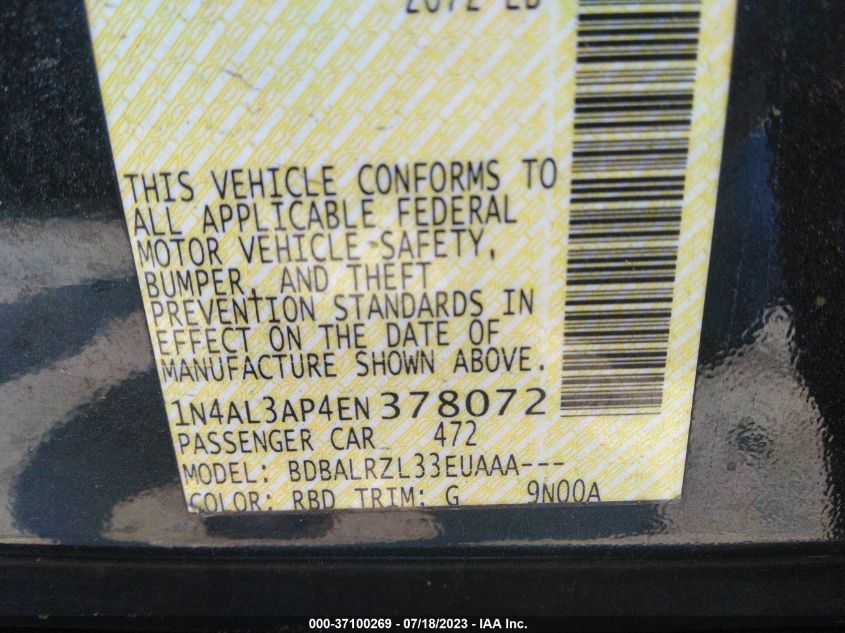 THIS VEHICLE CONFORMS TO
ALL APPLICABLE FEDERAL
MOTOR VEHICLE SAFETY,
BUMPER, AND THEFT
PREVENTION STANDARDS IN
EFFECT ON THE DATE OF
MANUFACTURE SHOWN ABOVE.
1N4AL3AP4EN378072
PASSENGER CAR 472
MODEL: BDBALRZL33EUAAA---
COLOR: RBD TRIM: G 9N00A
000-37100269 - 07/18/2023 - IAA Inc.